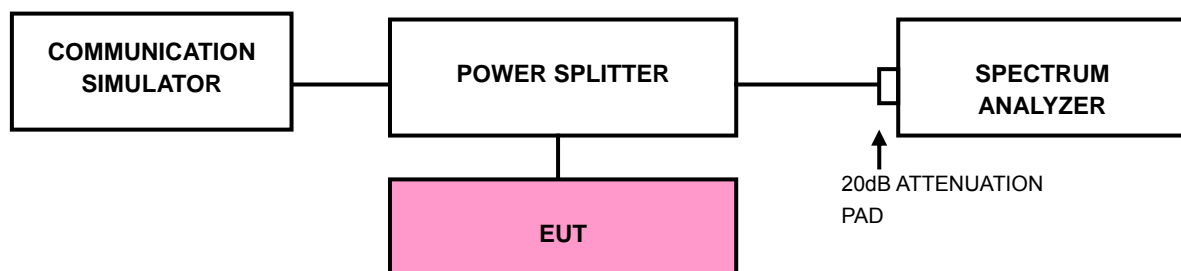 COMMUNICATION
SIMULATOR
POWER SPLITTER
SPECTRUM
ANALYZER
20dB ATTENUATION
PAD
EUT